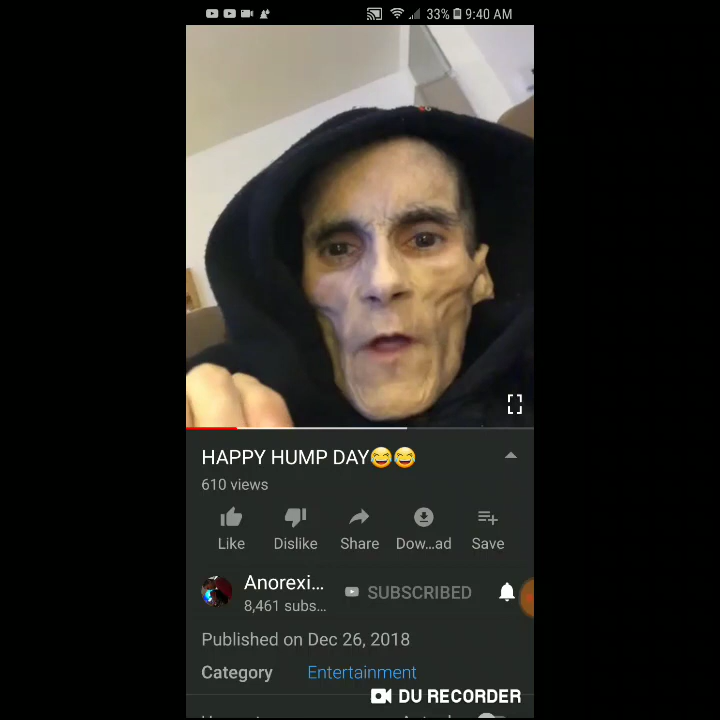 33% 9:40 AM
HAPPY HUMP DAY😂😂
610 views
Like Dislike Share Dow...ad Save
Anorexi... SUBSCRIBED
8,461 subs...
Published on Dec 26, 2018
Category Entertainment
DU RECORDER